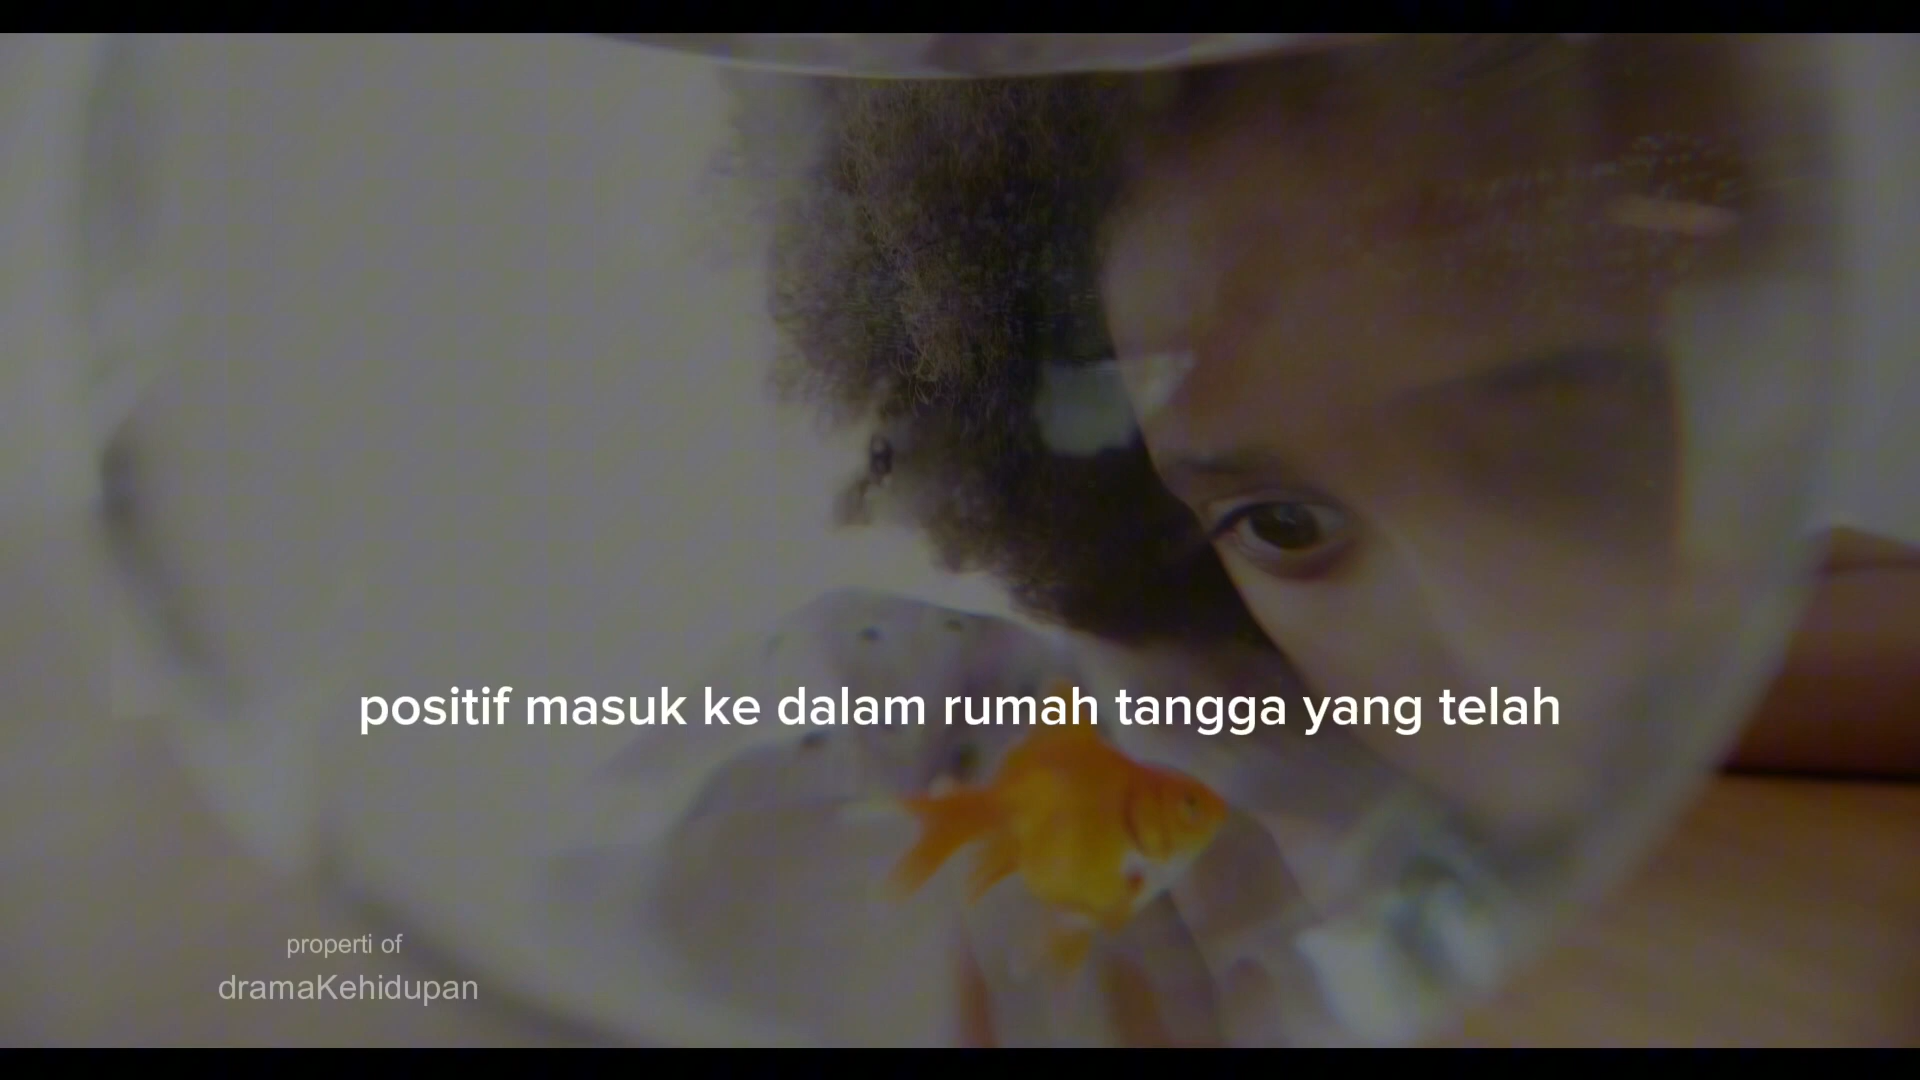 positif masuk ke dalam rumah tangga yang telah
properti of
dramaKehidupan